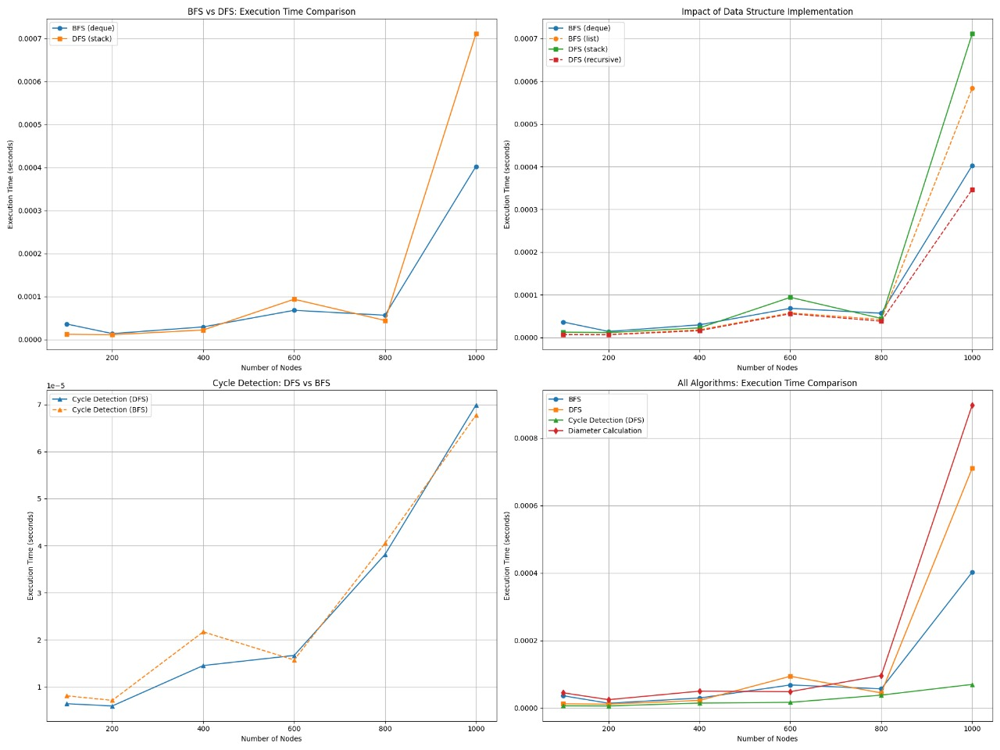 BFS vs DFS: Execution Time Comparison
BFS (deque)
DFS (stack)
0.0007
0.0006
0.0005
0.0004
0.0003
0.0002
0.0001
0.0000
Execution Time (seconds)
200 400 600 800 1000
Number of Nodes
Impact of Data Structure Implementation
BFS (deque)
BFS (list)
DFS (stack)
DFS (recursive)
0.0007
0.0006
0.0005
0.0004
0.0003
0.0002
0.0001
0.0000
Execution Time (seconds)
200 400 600 800 1000
Number of Nodes
Cycle Detection: DFS vs BFS
1e−5
Cycle Detection (DFS)
Cycle Detection (BFS)
7
6
5
4
3
2
1
Execution Time (seconds)
200 400 600 800 1000
Number of Nodes
All Algorithms: Execution Time Comparison
BFS
DFS
Cycle Detection (DFS)
Diameter Calculation
0.0008
0.0006
0.0004
0.0002
0.0000
Execution Time (seconds)
200 400 600 800 1000
Number of Nodes